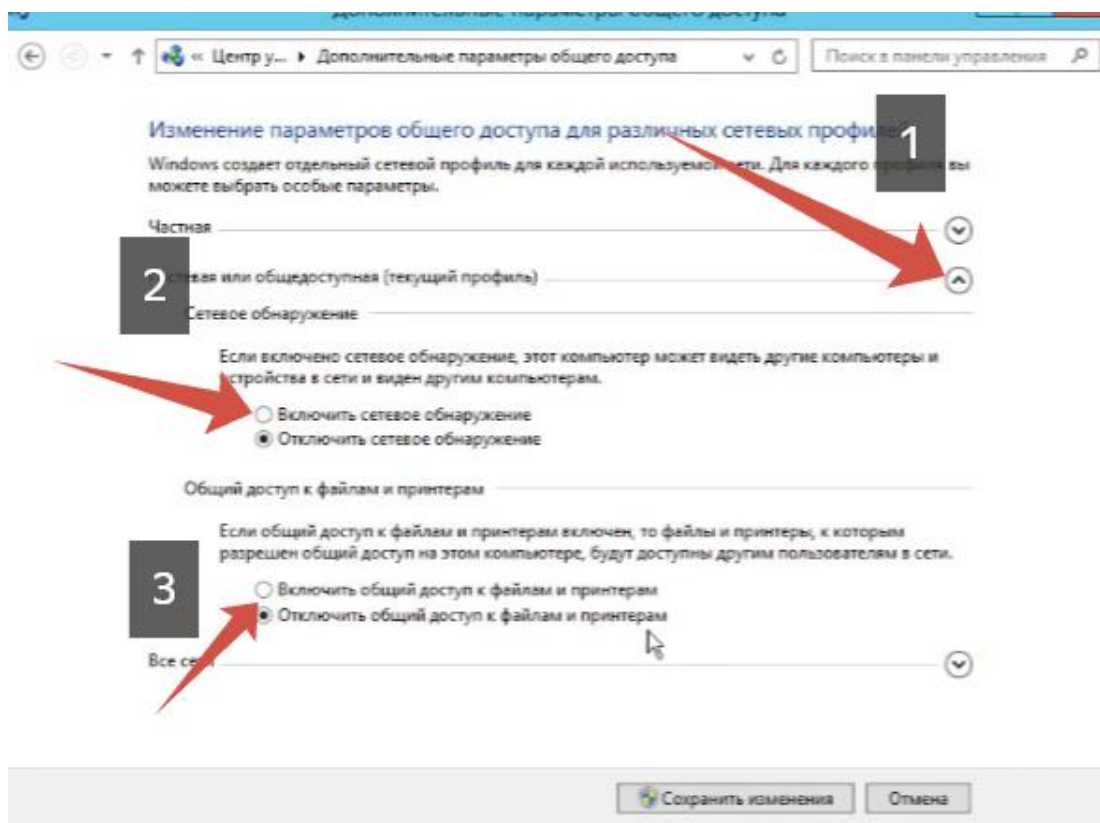 Дополнительные параметры общего доступа
« Центр у... ▸ Дополнительные параметры общего доступа
Поиск в панели управления
Изменение параметров общего доступа для различных сетевых
1
Windows создает отдельный сетевой профиль для каждой используемой сети. Для каждого профиля вы
можете выбрать особые параметры.
Частная
2
или общедоступная (текущий профиль)
Сетевое обнаружение
Если включено сетевое обнаружение, этот компьютер может видеть другие компьютеры и
устройства в сети и виден другим компьютерам.
Включить сетевое обнаружение
Отключить сетевое обнаружение
Общий доступ к файлам и принтерам
Если общий доступ к файлам и принтерам включен, то файлы и принтеры, к которым
разрешен общий доступ на этом компьютере, будут доступны другим пользователям в сети.
3
Включить общий доступ к файлам и принтерам
Отключить общий доступ к файлам и принтерам
Все сети
Сохранить изменения
Отмена